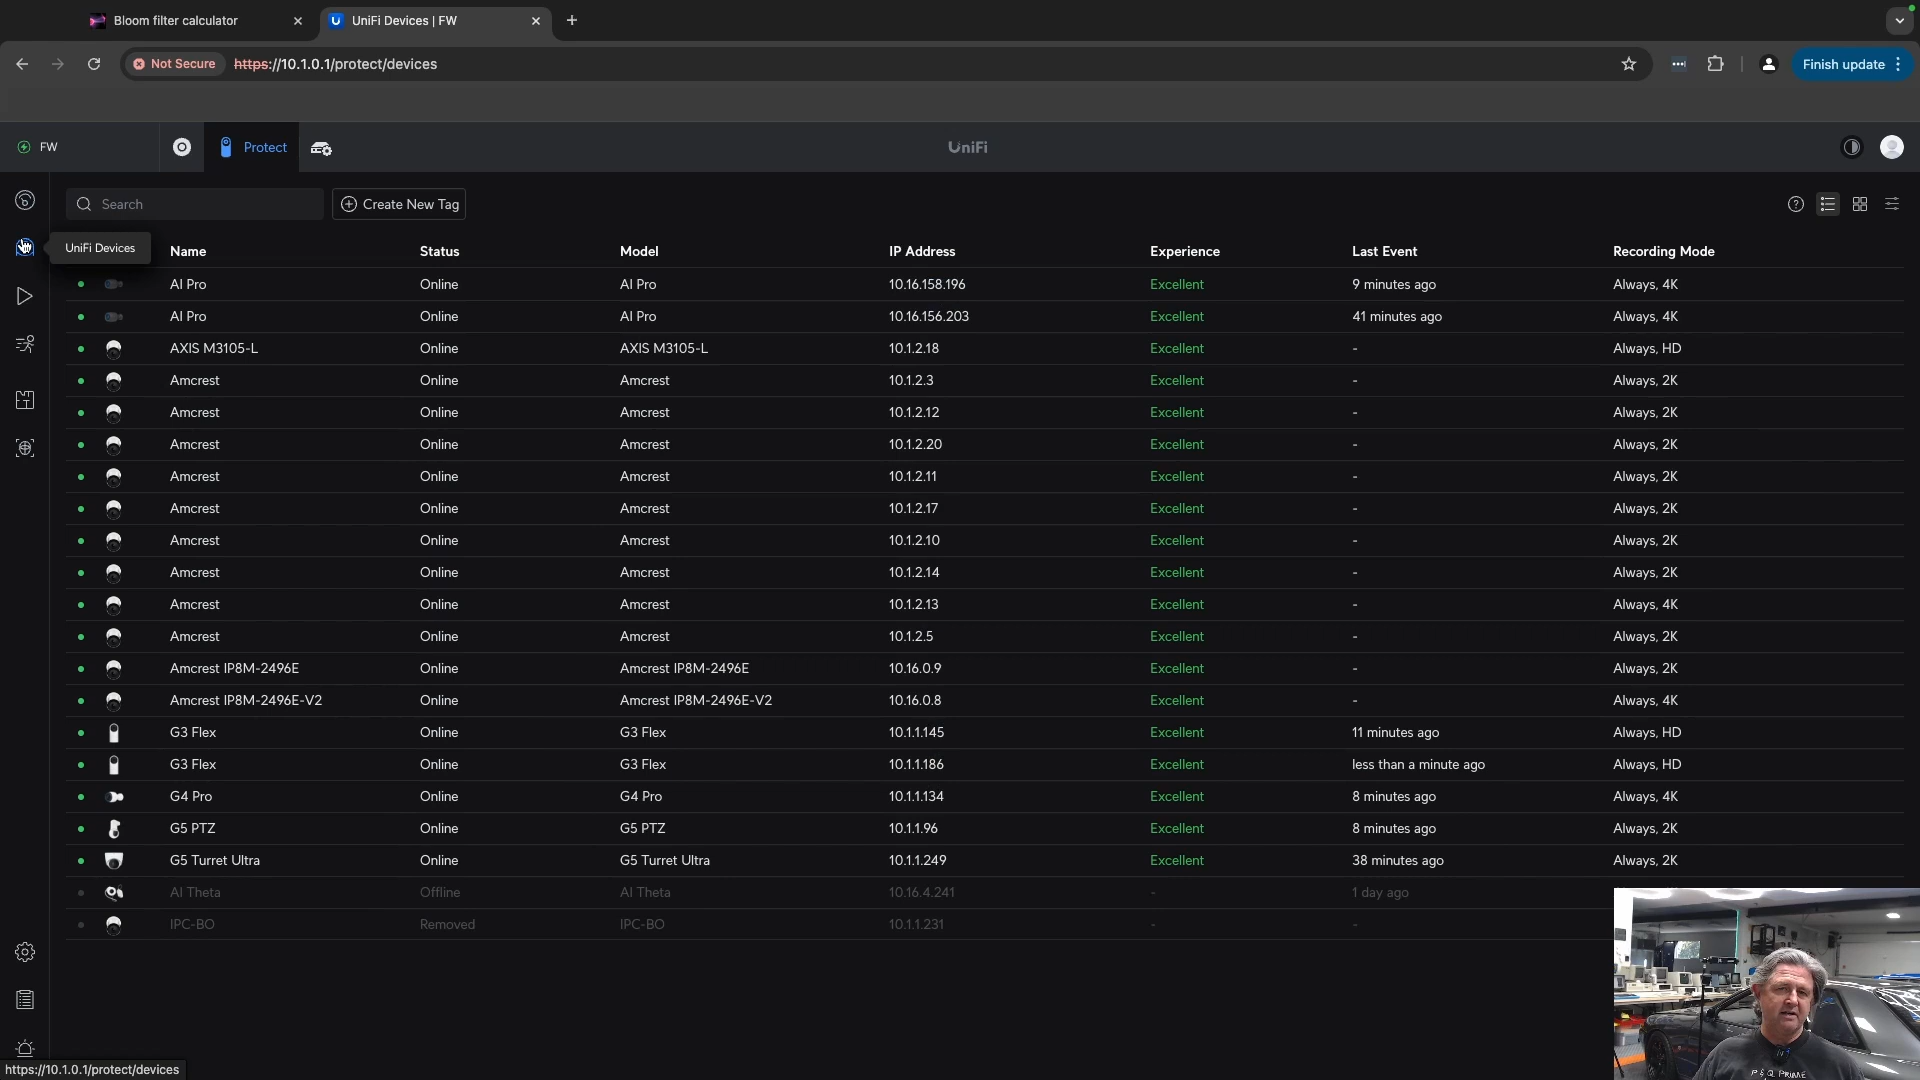 Bloom filter calculator
UniFi Devices | FW
Not Secure https://10.1.0.1/protect/devices
Finish update
FW
Protect
UniFi
Search
Create New Tag
UniFi Devices
Name Status Model IP Address Experience Last Event Recording Mode
AI Pro Online AI Pro 10.16.158.196 Excellent 9 minutes ago Always, 4K
AI Pro Online AI Pro 10.16.156.203 Excellent 41 minutes ago Always, 4K
AXIS M3105-L Online AXIS M3105-L 10.1.2.18 Excellent - Always, HD
Amcrest Online Amcrest 10.1.2.3 Excellent - Always, 2K
Amcrest Online Amcrest 10.1.2.12 Excellent - Always, 2K
Amcrest Online Amcrest 10.1.2.20 Excellent - Always, 2K
Amcrest Online Amcrest 10.1.2.11 Excellent - Always, 2K
Amcrest Online Amcrest 10.1.2.17 Excellent - Always, 2K
Amcrest Online Amcrest 10.1.2.10 Excellent - Always, 2K
Amcrest Online Amcrest 10.1.2.14 Excellent - Always, 2K
Amcrest Online Amcrest 10.1.2.13 Excellent - Always, 4K
Amcrest Online Amcrest 10.1.2.5 Excellent - Always, 2K
Amcrest IP8M-2496E Online Amcrest IP8M-2496E 10.16.0.9 Excellent - Always, 2K
Amcrest IP8M-2496E-V2 Online Amcrest IP8M-2496E-V2 10.16.0.8 Excellent - Always, 4K
G3 Flex Online G3 Flex 10.1.1.145 Excellent 11 minutes ago Always, HD
G3 Flex Online G3 Flex 10.1.1.186 Excellent less than a minute ago Always, HD
G4 Pro Online G4 Pro 10.1.1.134 Excellent 8 minutes ago Always, 4K
G5 PTZ Online G5 PTZ 10.1.1.96 Excellent 8 minutes ago Always, 2K
G5 Turret Ultra Online G5 Turret Ultra 10.1.1.249 Excellent 38 minutes ago Always, 2K
AI Theta Offline AI Theta 10.16.4.241 - 1 day ago
IPC-BO Removed IPC-BO 10.1.1.231 - -
https://10.1.0.1/protect/devices